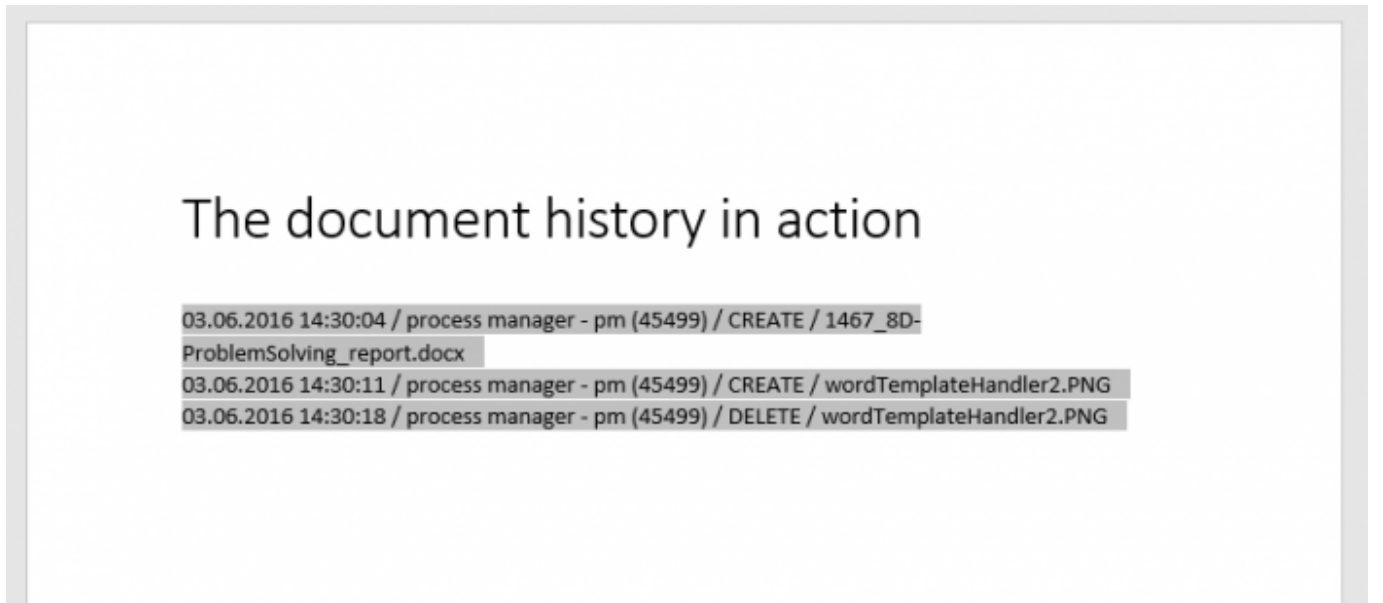 The document history in action
03.06.2016 14:30:04 / process manager - pm (45499) / CREATE / 1467_8D-
ProblemSolving_report.docx
03.06.2016 14:30:11 / process manager - pm (45499) / CREATE / wordTemplateHandler2.PNG
03.06.2016 14:30:18 / process manager - pm (45499) / DELETE / wordTemplateHandler2.PNG